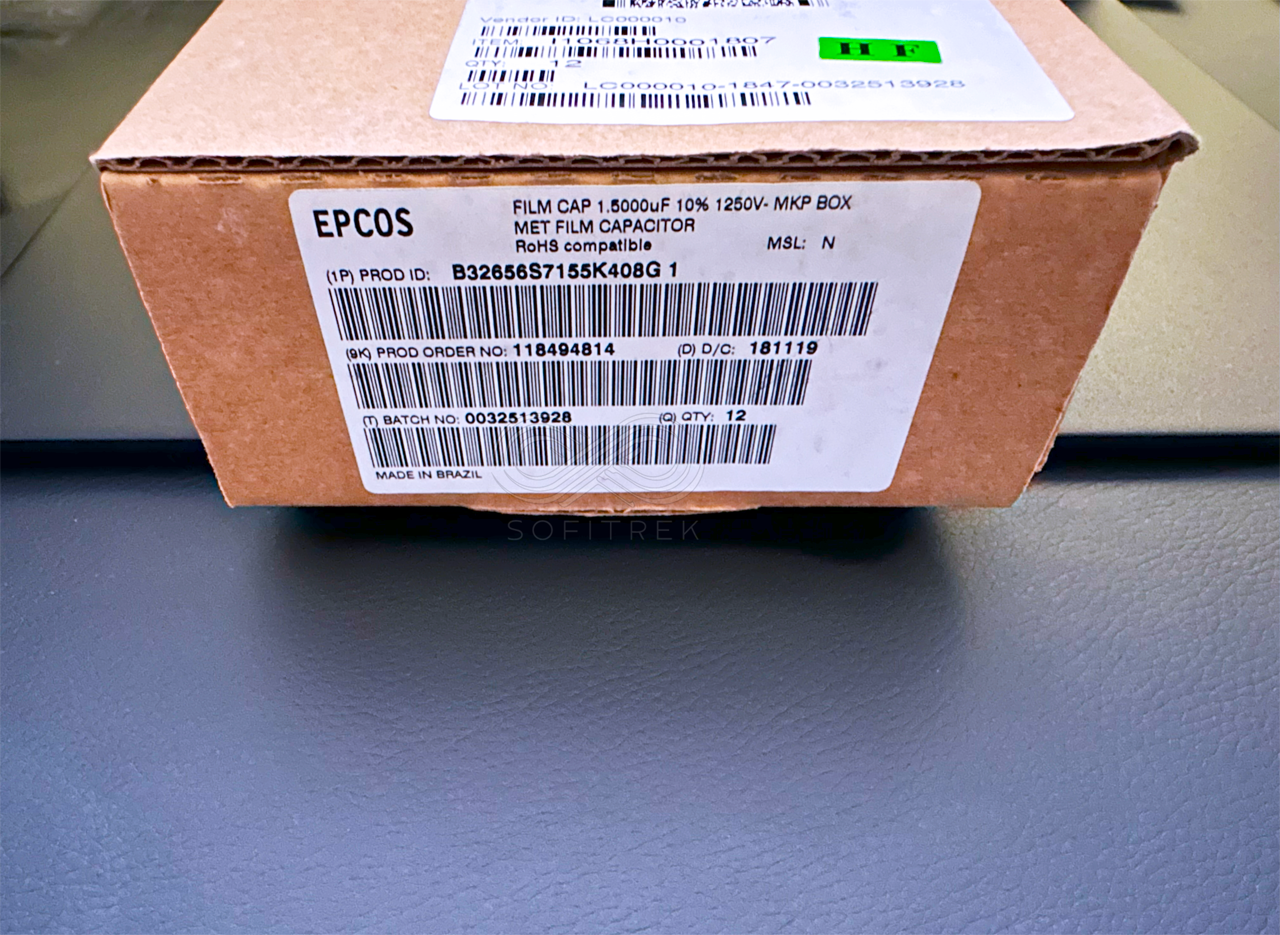 Vendor ID: LC000010
ITEM:
QTY: 12
H F
LOT NO: LC000010-1847-0032513928
EPCOS
FILM CAP 1.5000uF 10% 1250V- MKP BOX
MET FILM CAPACITOR
RoHS compatible MSL: N
(1P) PROD ID: B32656S7155K408G 1
(9K) PROD ORDER NO: 118494814 (D) D/C: 181119
(T) BATCH NO: 0032513928 (Q) QTY: 12
MADE IN BRAZIL
SOFITREK